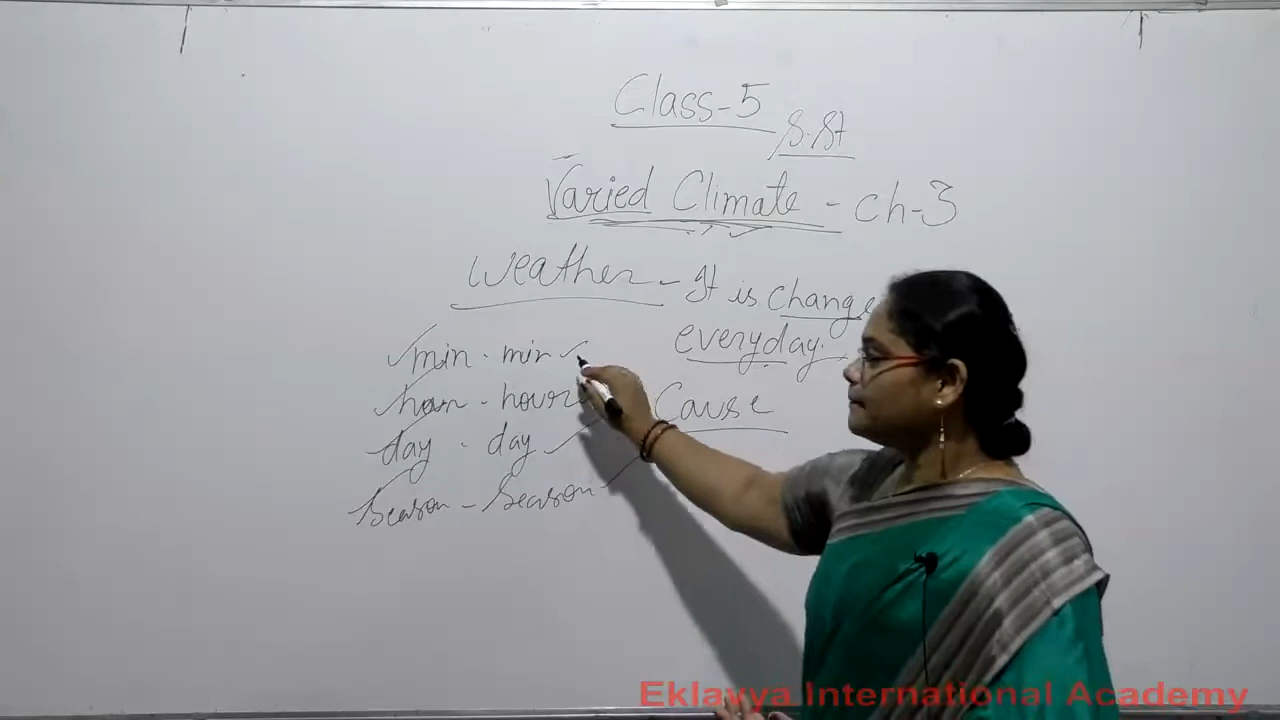 Class-5
S.St
Varied Climate - ch-3
Weather - It is change
everyday.
min - min
hour - hour
day - day
Cause
Season - Season
Eklavya International Academy